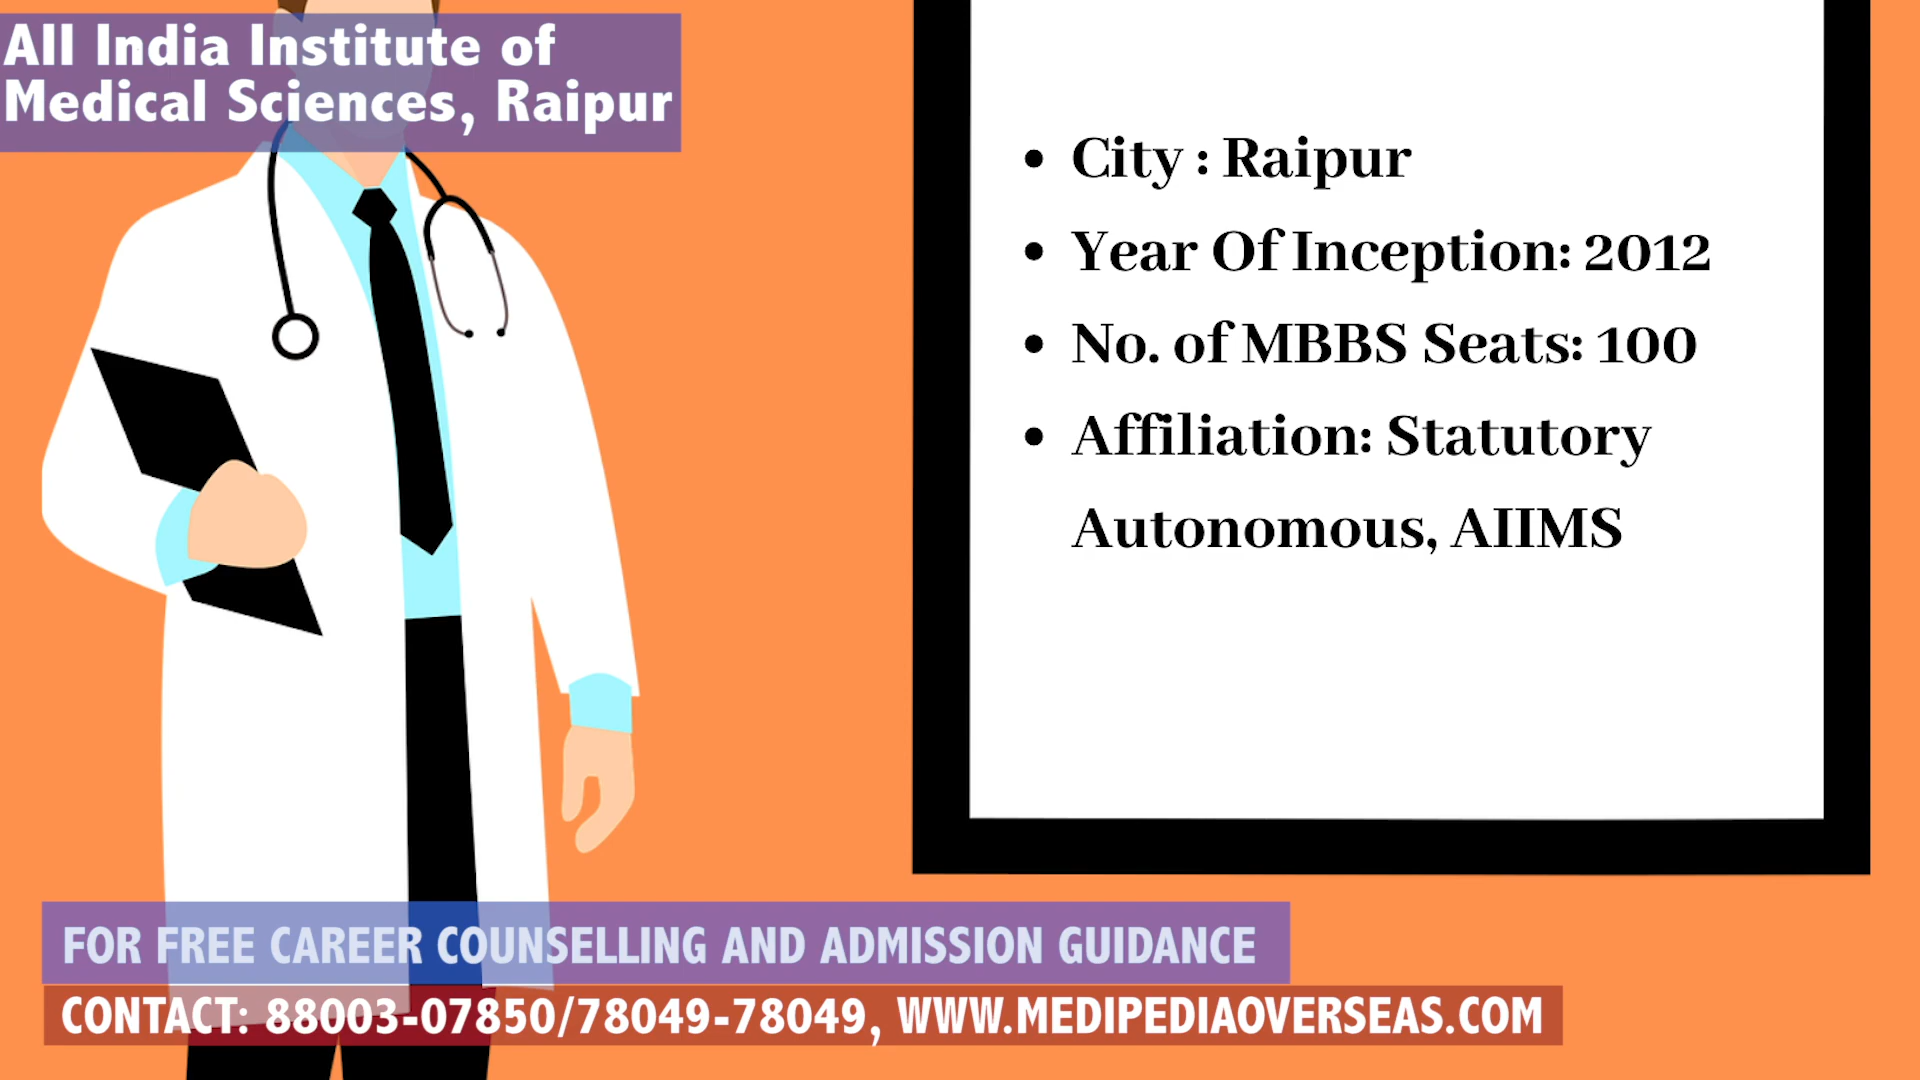 All India Institute of
Medical Sciences, Raipur
• City : Raipur
• Year Of Inception: 2012
• No. of MBBS Seats: 100
• Affiliation: Statutory
Autonomous, AIIMS
FOR FREE CAREER COUNSELLING AND ADMISSION GUIDANCE
CONTACT: 88003-07850/78049-78049, WWW.MEDIPEDIAOVERSEAS.COM